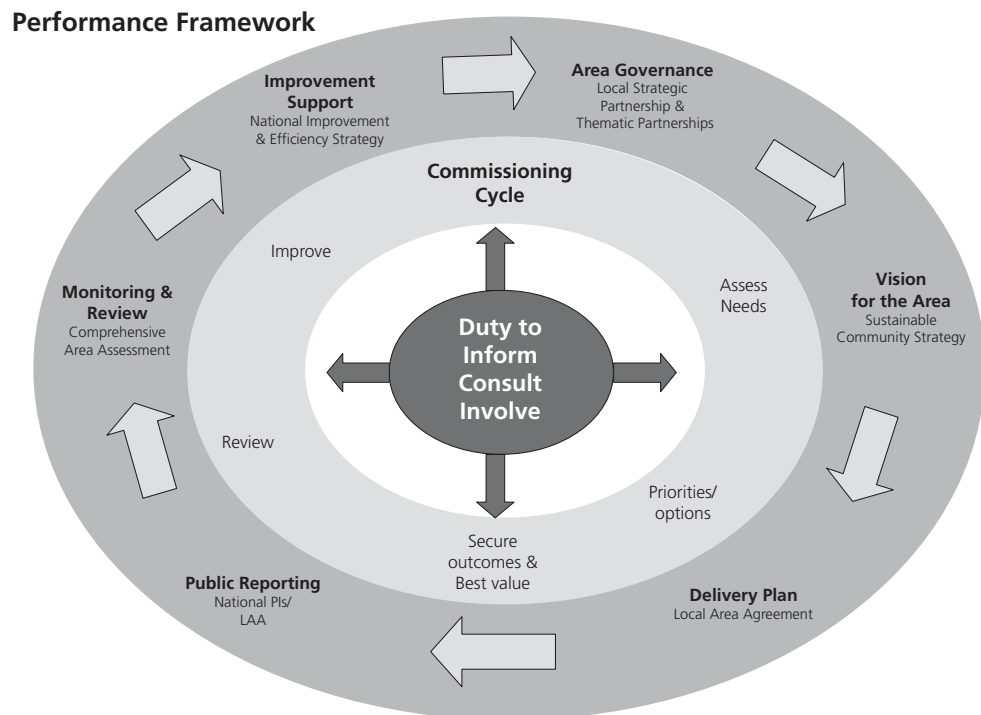 Performance Framework
Improvement
Support
National Improvement
& Efficiency Strategy
Area Governance
Local Strategic
Partnership &
Thematic Partnerships
Commissioning
Cycle
Improve
Assess
Needs
Monitoring &
Review
Comprehensive
Area Assessment
Vision
for the Area
Sustainable
Community Strategy
Duty to
Inform
Consult
Involve
Review
Priorities/
options
Secure
outcomes &
Best value
Public Reporting
National PIs/
LAA
Delivery Plan
Local Area Agreement